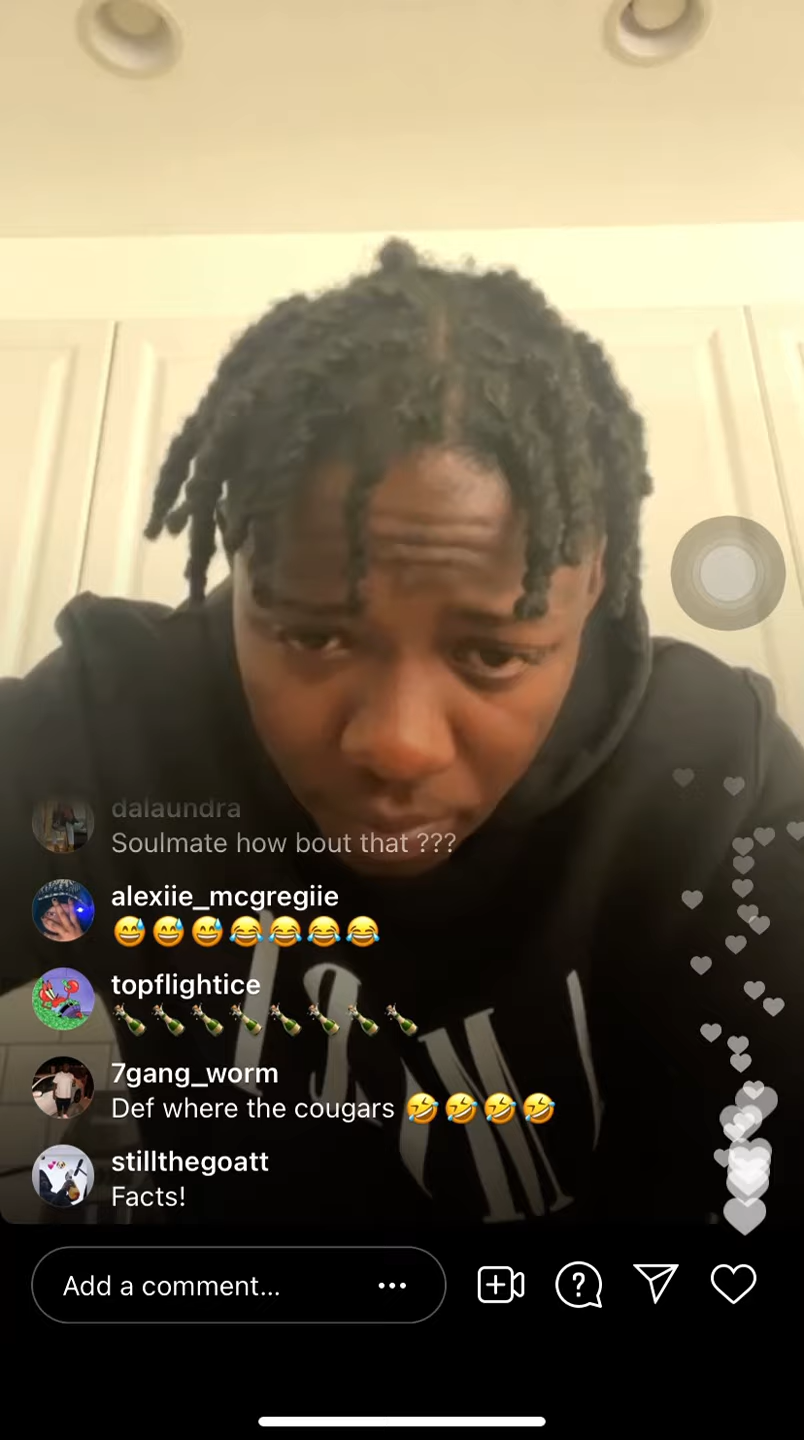 dalaundra
Soulmate how bout that ???
alexiie_mcgregiie
😅😅😅😂😂😂😂
topflightice
🍾🍾🍾🍾🍾🍾🍾🍾
7gang_worm
Def where the cougars 🤣🤣🤣🤣
stillthegoatt
Facts!
Add a comment...